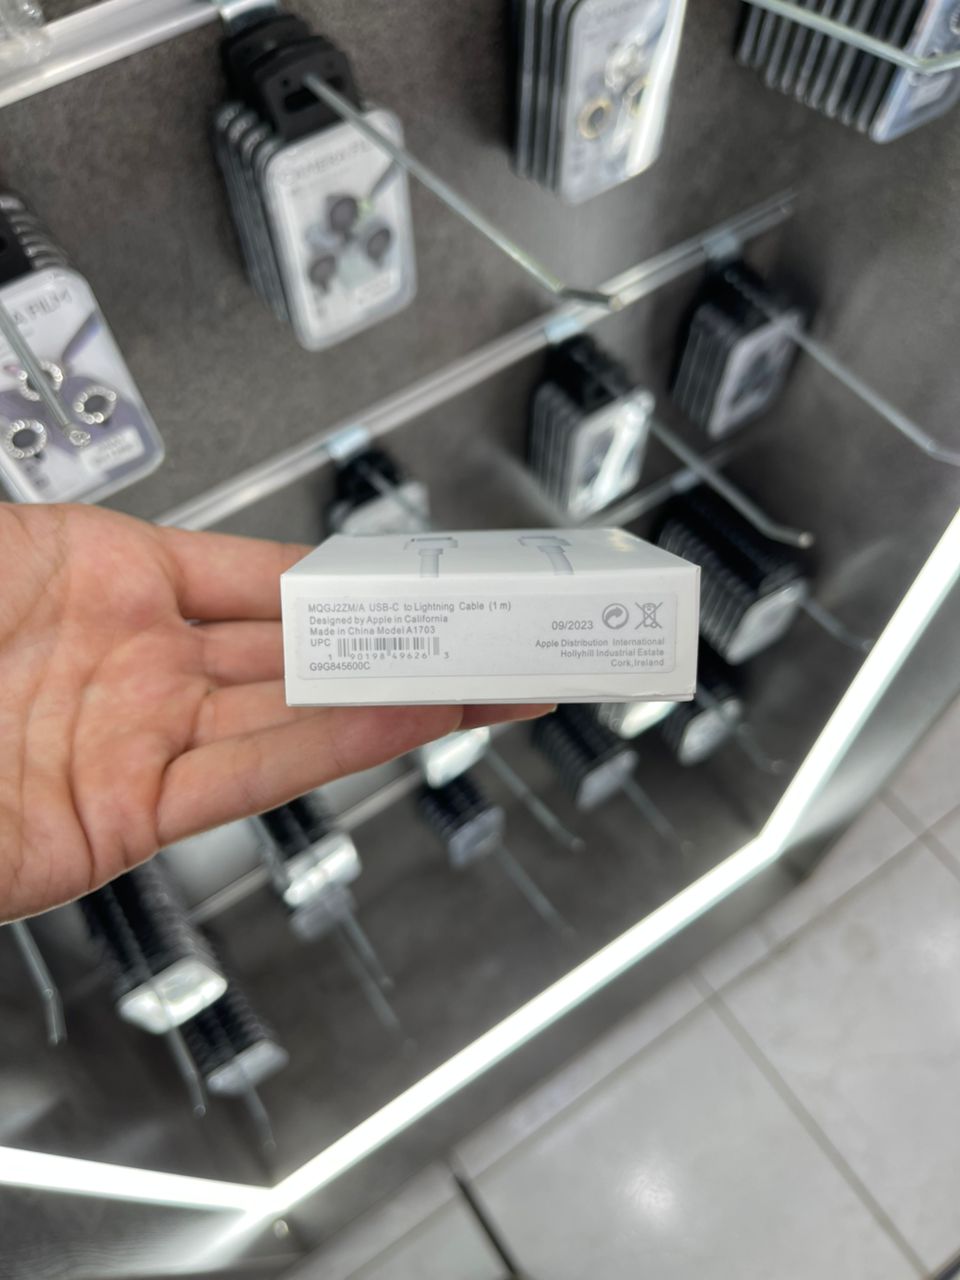 MQGJ2ZM/A USB-C to Lightning Cable (1 m)
Designed by Apple in California
Made in China Model A1703
UPC
1 90198 49626 3
G9G845600C
09/2023
Apple Distribution International
Hollyhill Industrial Estate
Cork,Ireland
A FILM